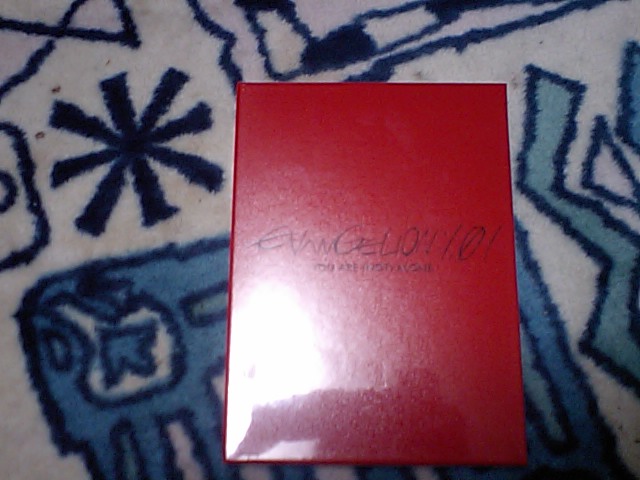 EVANGELION:1.01
YOU ARE (NOT) ALONE.